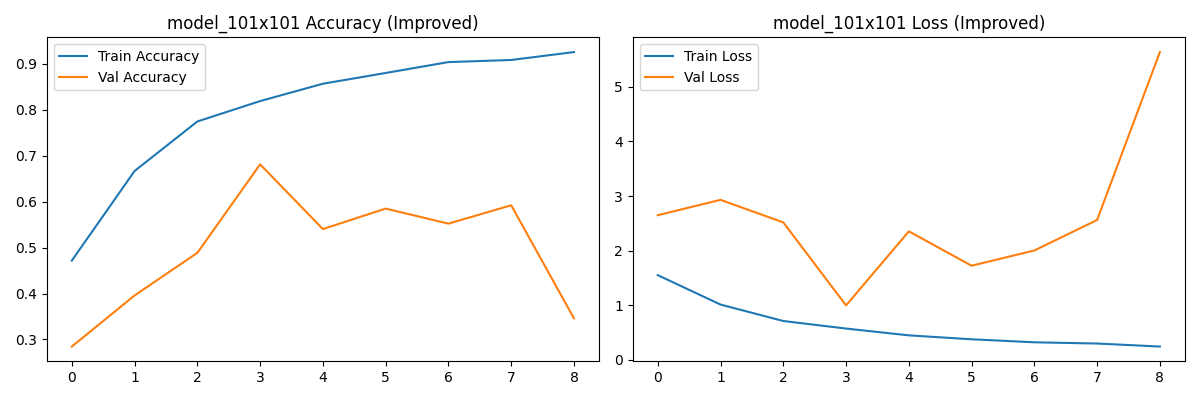 model_101x101 Accuracy (Improved)
Train Accuracy
Val Accuracy
0.9
0.8
0.7
0.6
0.5
0.4
0.3
0 1 2 3 4 5 6 7 8
model_101x101 Loss (Improved)
Train Loss
Val Loss
5
4
3
2
1
0
0 1 2 3 4 5 6 7 8